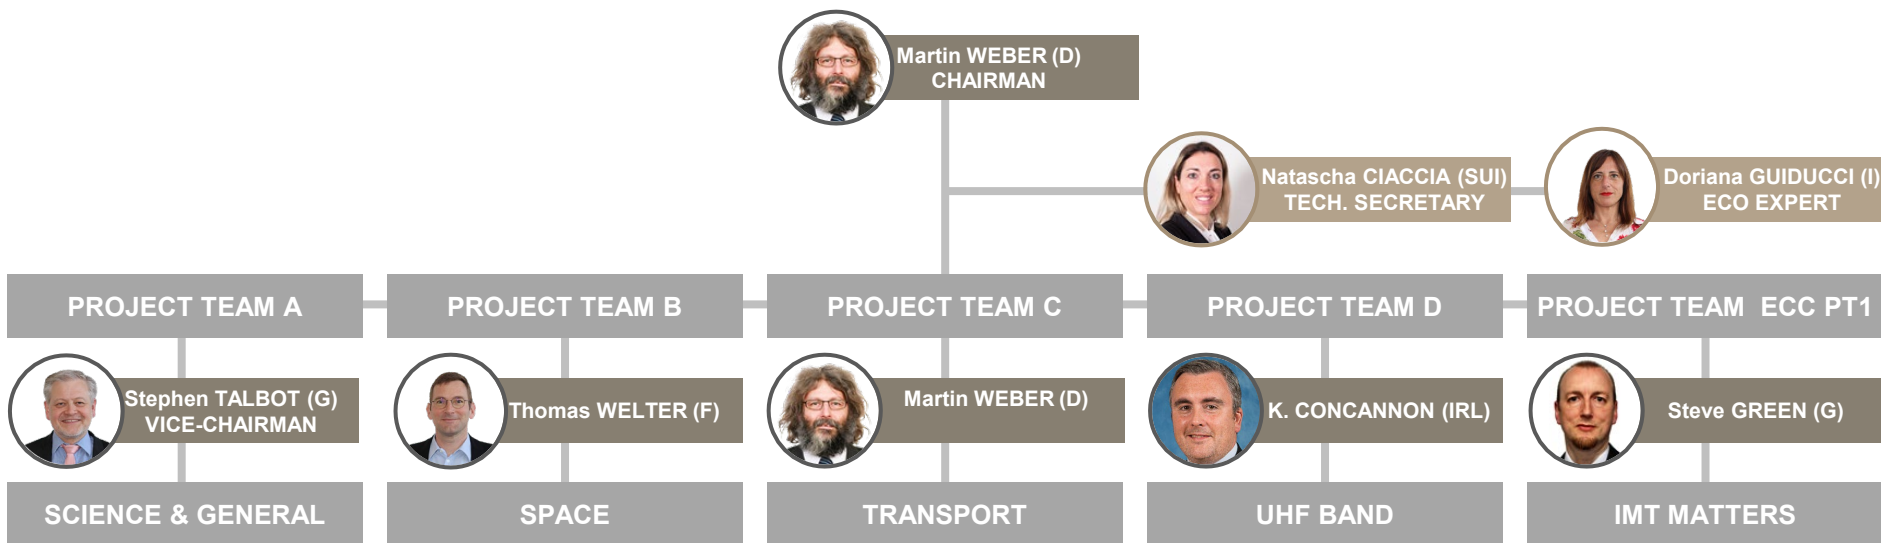 Martin WEBER (D)
CHAIRMAN
Natascha CIACCIA (SUI)
TECH. SECRETARY
Doriana GUIDUCCI (I)
ECO EXPERT
PROJECT TEAM A
PROJECT TEAM B
PROJECT TEAM C
PROJECT TEAM D
PROJECT TEAM ECC PT1
Stephen TALBOT (G)
VICE-CHAIRMAN
Thomas WELTER (F)
Martin WEBER (D)
K. CONCANNON (IRL)
Steve GREEN (G)
SCIENCE & GENERAL
SPACE
TRANSPORT
UHF BAND
IMT MATTERS